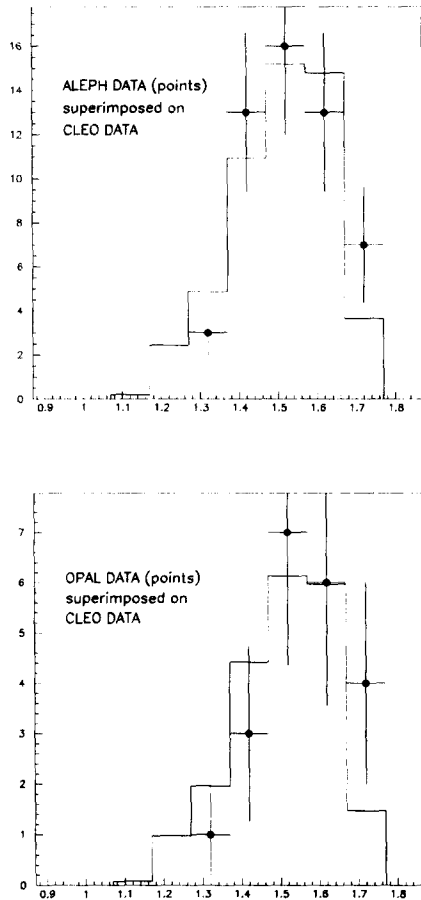 16
14
12
10
8
6
4
2
0
ALEPH DATA (points)
superimposed on
CLEO DATA
0.9 1 1.1 1.2 1.3 1.4 1.5 1.6 1.7 1.8
7
6
5
4
3
2
1
0
OPAL DATA (points)
superimposed on
CLEO DATA
0.9 1 1.1 1.2 1.3 1.4 1.5 1.6 1.7 1.8